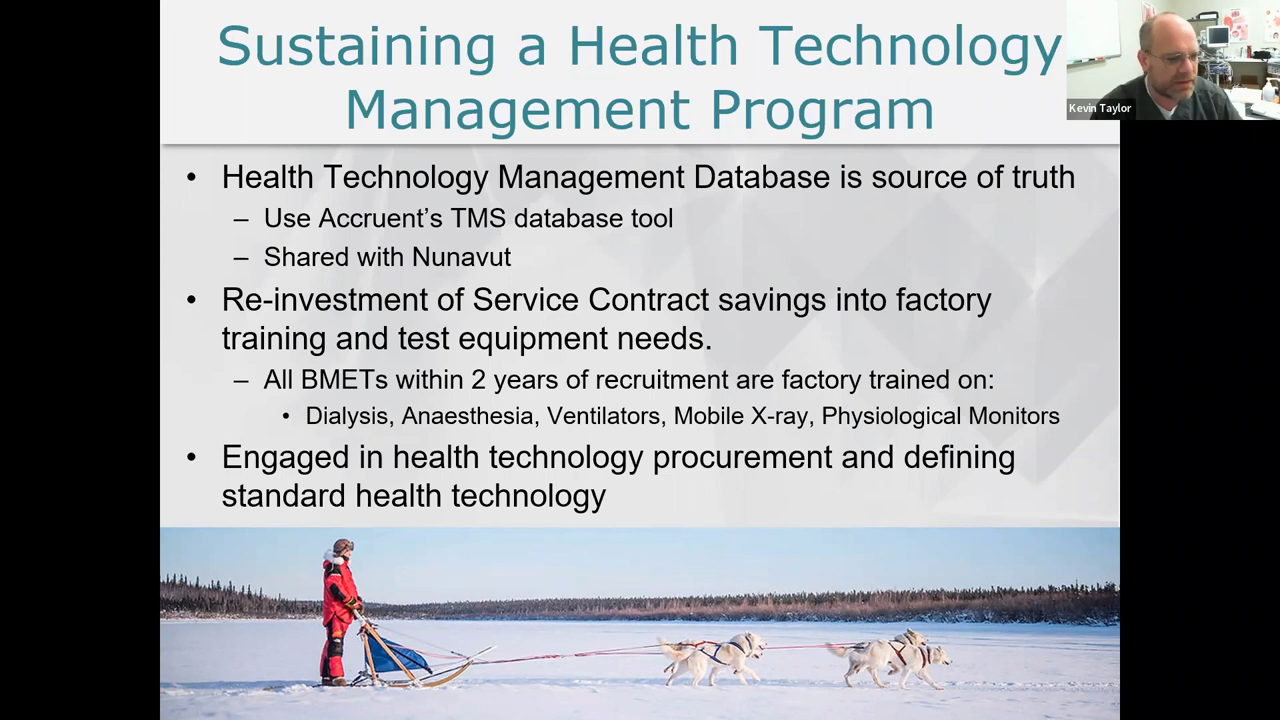 Sustaining a Health Technology
Management Program
Kevin Taylor
• Health Technology Management Database is source of truth
– Use Accruent’s TMS database tool
– Shared with Nunavut
• Re-investment of Service Contract savings into factory
training and test equipment needs.
– All BMETs within 2 years of recruitment are factory trained on:
• Dialysis, Anaesthesia, Ventilators, Mobile X-ray, Physiological Monitors
• Engaged in health technology procurement and defining
standard health technology